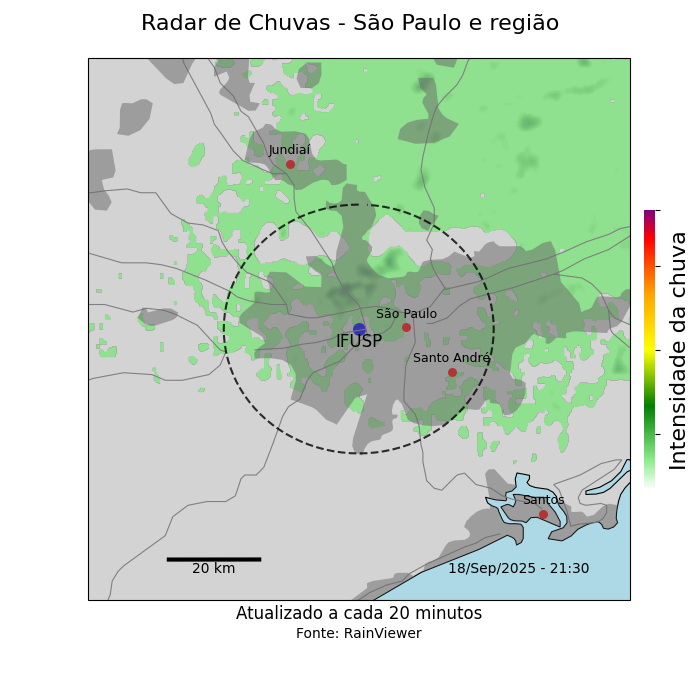 Radar de Chuvas - São Paulo e região
Jundiaí
São Paulo
IFUSP
Santo André
Intensidade da chuva
Santos
20 km
18/Sep/2025 - 21:30
Atualizado a cada 20 minutos
Fonte: RainViewer